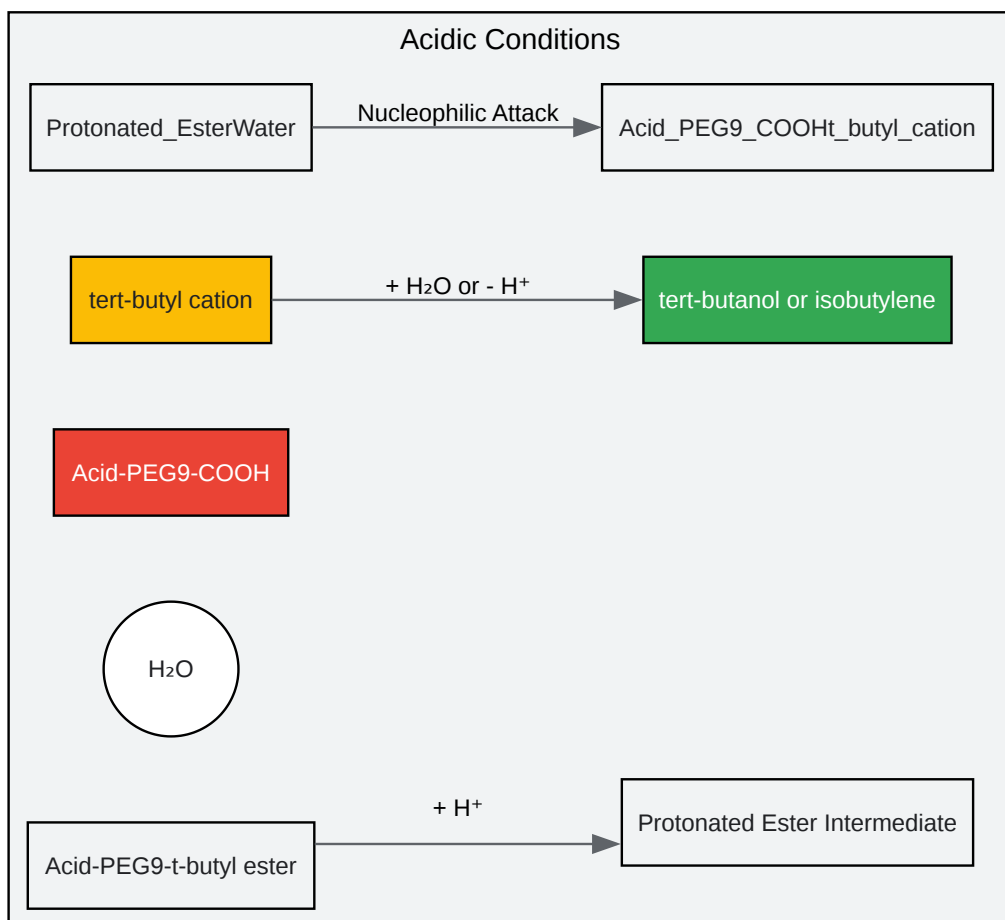 Acidic Conditions
Protonated_EsterWater
Nucleophilic Attack
Acid_PEG9_COOHt_butyl_cation
tert-butyl cation
+ H₂O or - H⁺
tert-butanol or isobutylene
Acid-PEG9-COOH
H₂O
Acid-PEG9-t-butyl ester
+ H⁺
Protonated Ester Intermediate